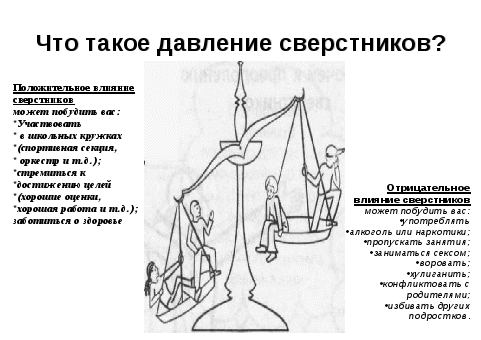 Что такое давление сверстников?
Положительное влияние
сверстников
может побудить вас:
*Участвовать
* в школьных кружках
*(спортивная секция,
* оркестр и т.д.);
*стремиться к
*достижению целей
*(хорошие оценки,
*хорошая работа и т.д.);
заботиться о здоровье
Отрицательное
влияние сверстников
может побудить вас:
•употреблять
•алкоголь или наркотики;
•пропускать занятия;
•заниматься сексом;
•воровать;
•хулиганить;
•конфликтовать с
родителями;
•избивать других
подростков.